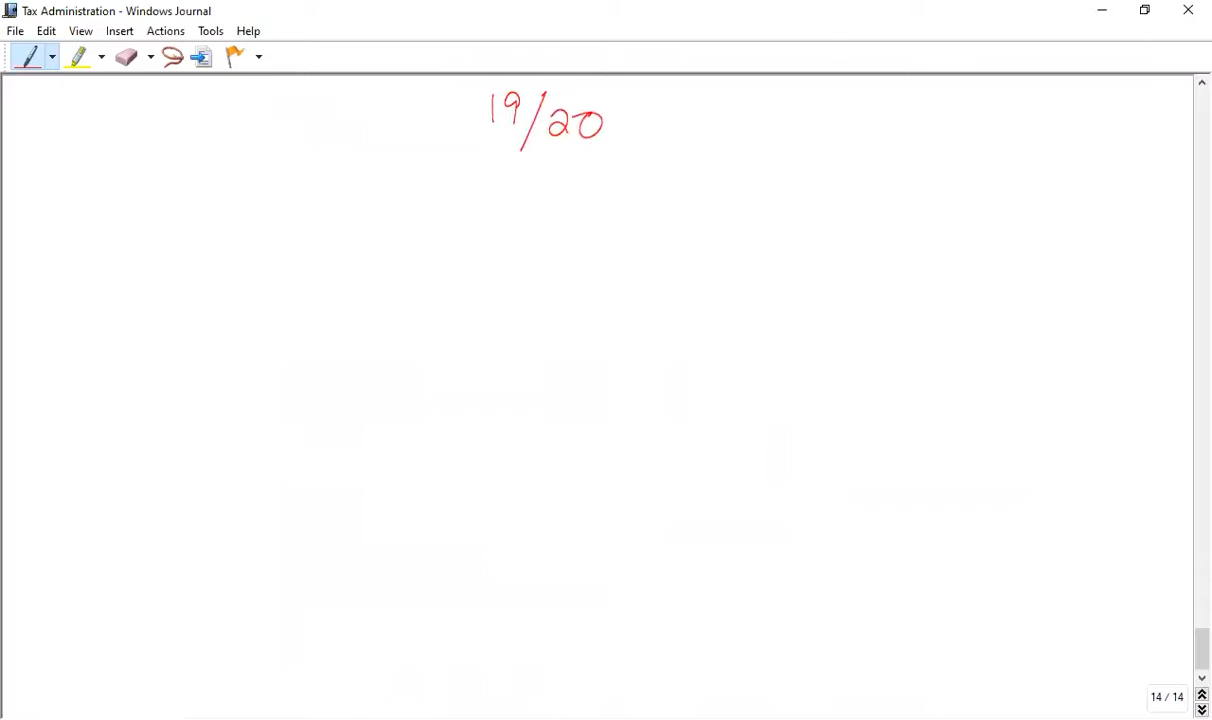 Tax Administration - Windows Journal
File Edit View Insert Actions Tools Help
19/20
14 / 14